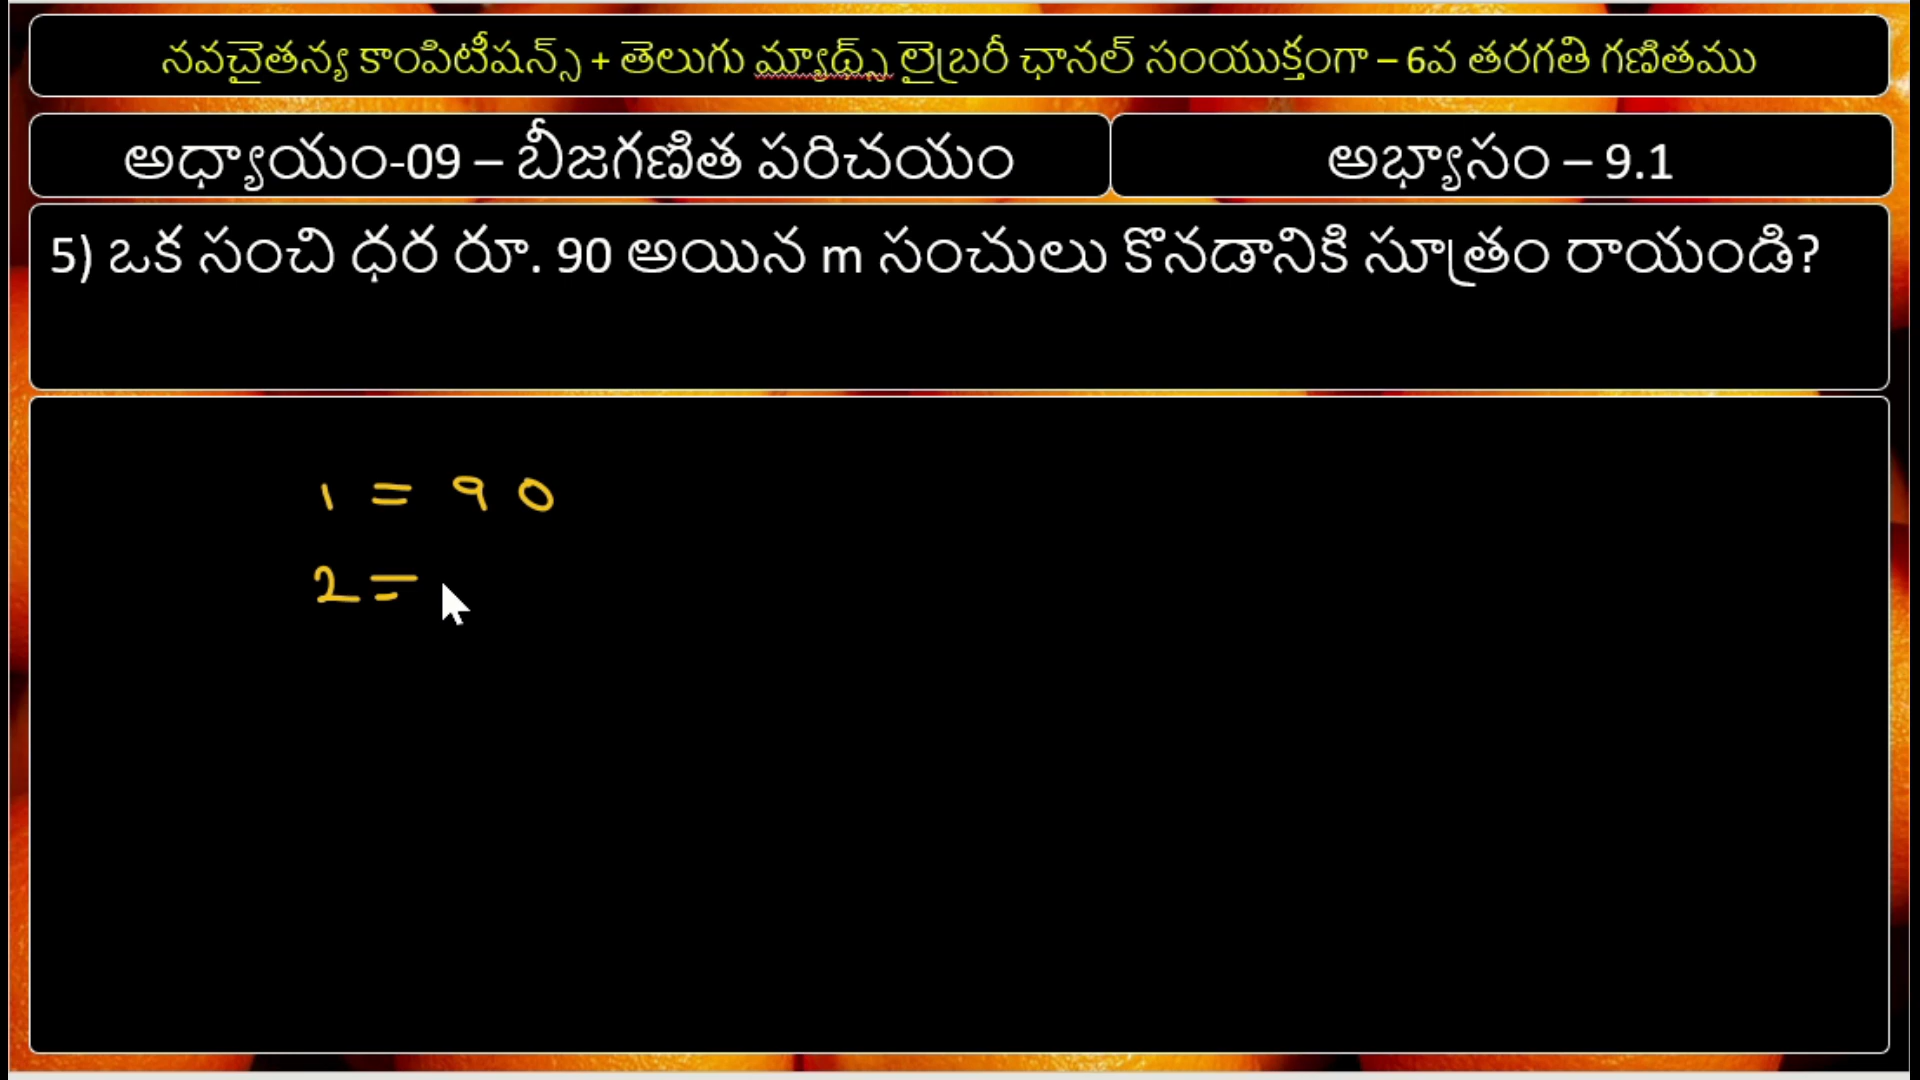 నవచైతన్య కాంపిటీషన్స్ + తెలుగు మ్యాథ్స్ లైబ్రరీ ఛానల్ సంయుక్తంగా – 6వ తరగతి గణితము
అధ్యాయం-09 – బీజగణిత పరిచయం
అభ్యాసం – 9.1
5) ఒక సంచి ధర రూ. 90 అయిన m సంచులు కొనడానికి సూత్రం రాయండి?
1 = 90
2 =